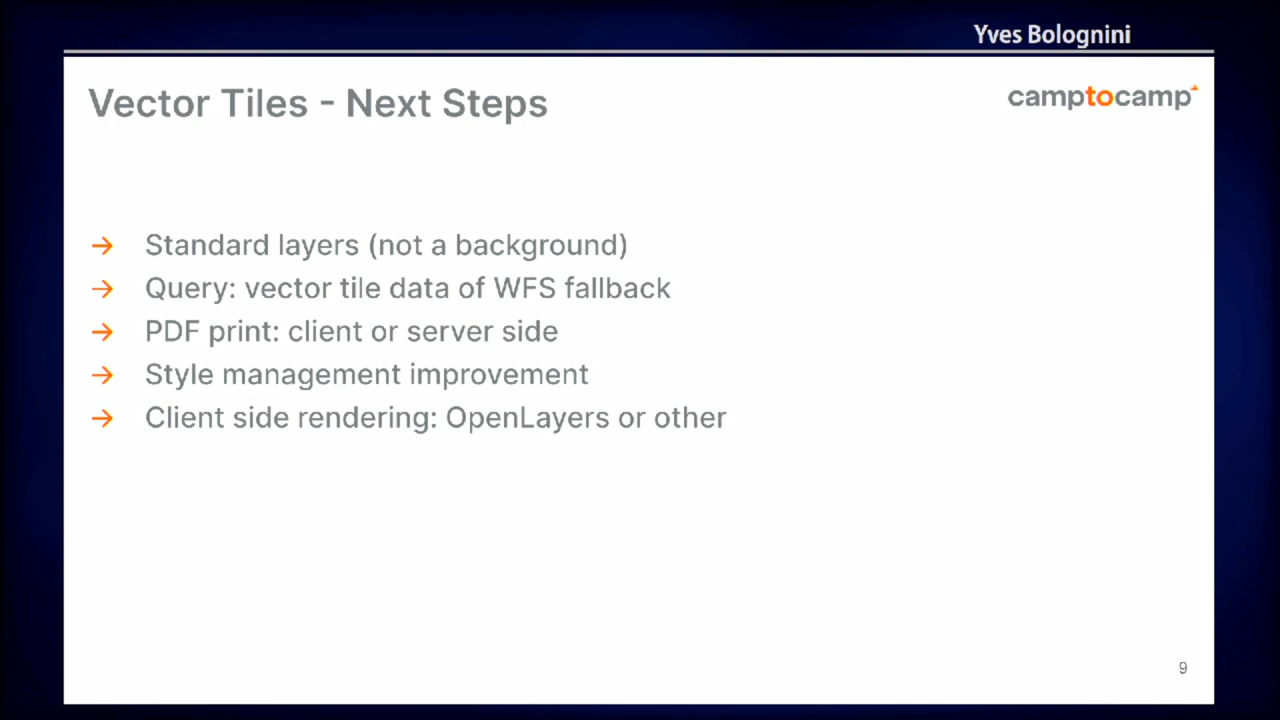 Yves Bolognini
Vector Tiles - Next Steps
camptocamp
→ Standard layers (not a background)
→ Query: vector tile data of WFS fallback
→ PDF print: client or server side
→ Style management improvement
→ Client side rendering: OpenLayers or other
9